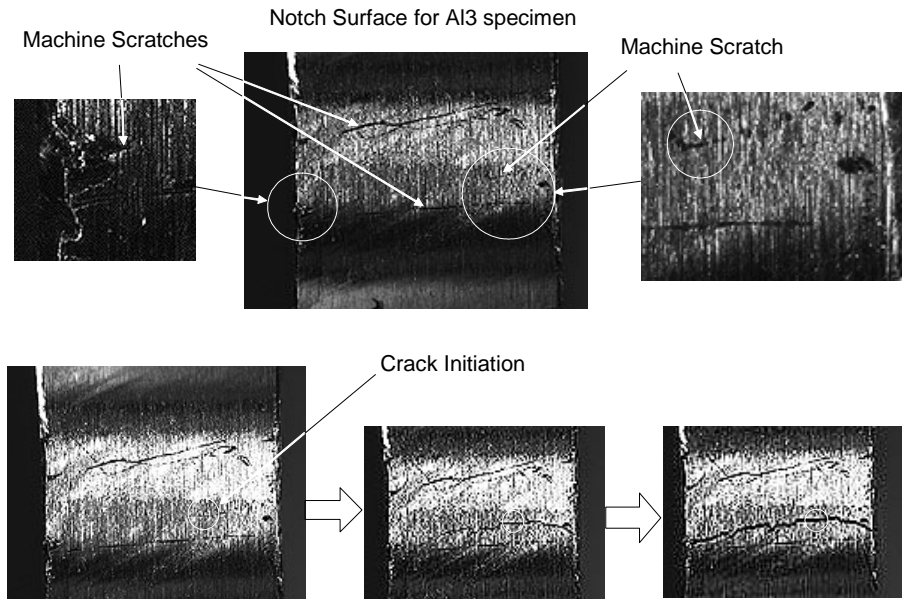 Notch Surface for Al3 specimen
Machine Scratches
Machine Scratch
Crack Initiation